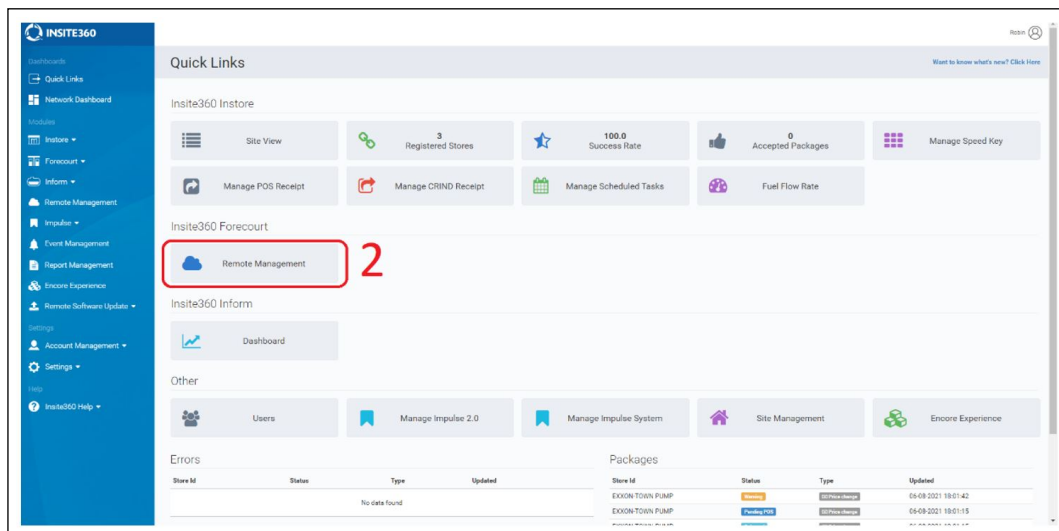 INSITE360
Robin
Dashboards
Quick Links
Network Dashboard
Modules
Instore
Forecourt
Inform
Remote Management
Impulse
Event Management
Report Management
Encore Experience
Remote Software Update
Settings
Account Management
Settings
Help
Insite360 Help
Quick Links
Want to know what's new? Click Here
Insite360 Instore
Site View
3
Registered Stores
100.0
Success Rate
0
Accepted Packages
Manage Speed Key
Manage POS Receipt
Manage CRIND Receipt
Manage Scheduled Tasks
Fuel Flow Rate
Insite360 Forecourt
Remote Management
2
Insite360 Inform
Dashboard
Other
Users
Manage Impulse 2.0
Manage Impulse System
Site Management
Encore Experience
Errors
Store Id Status Type Updated
No data found
Packages
Store Id Status Type Updated
EXXON-TOWN PUMP Warning Price change 06-08-2021 18:01:42
EXXON-TOWN PUMP Pending POS Price change 06-08-2021 18:01:15